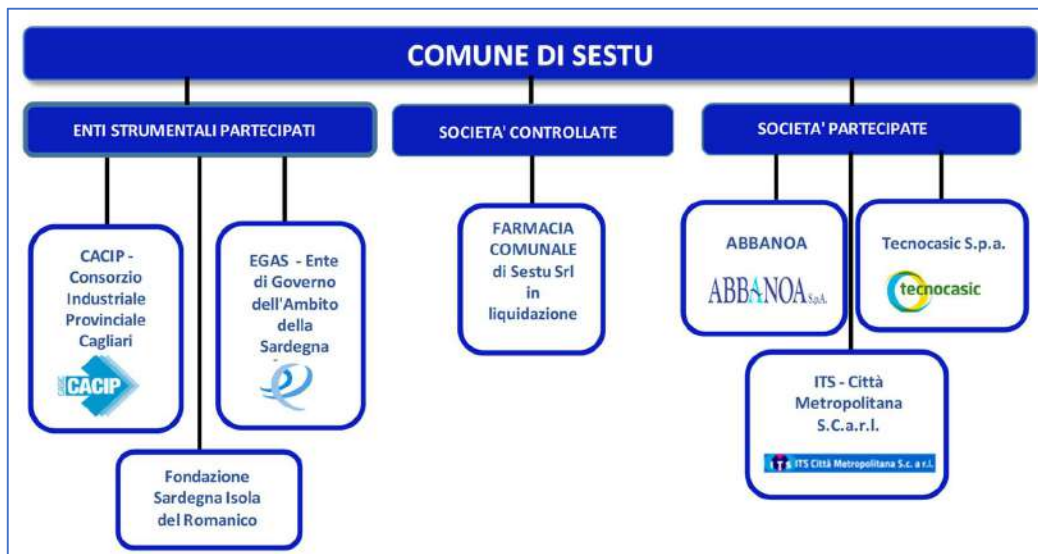 COMUNE DI SESTU
ENTI STRUMENTALI PARTECIPATI
SOCIETA' CONTROLLATE
SOCIETA' PARTECIPATE
CACIP -
Consorzio
Industriale
Provinciale
Cagliari
CACIP
EGAS - Ente
di Governo
dell'Ambito
della
Sardegna
Fondazione
Sardegna Isola
del Romanico
FARMACIA
COMUNALE
di Sestu Srl
in
liquidazione
ABBANOA
ABBANOA S.p.A.
Tecnocasic S.p.a.
tecnocasic
ITS - Città
Metropolitana
S.C.a.r.l.
ITS ITS Città Metropolitana S.c. a r.l.